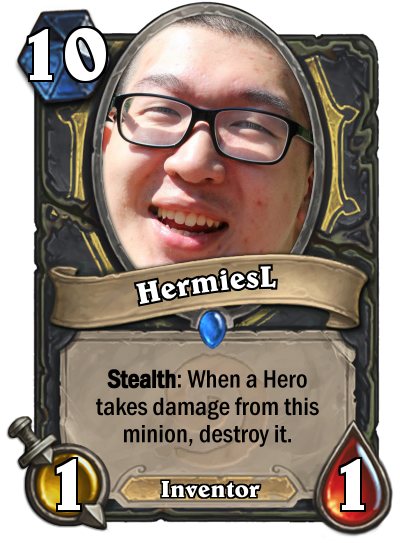 10
HermiesL
Stealth: When a Hero
takes damage from this
minion, destroy it.
1
Inventor
1